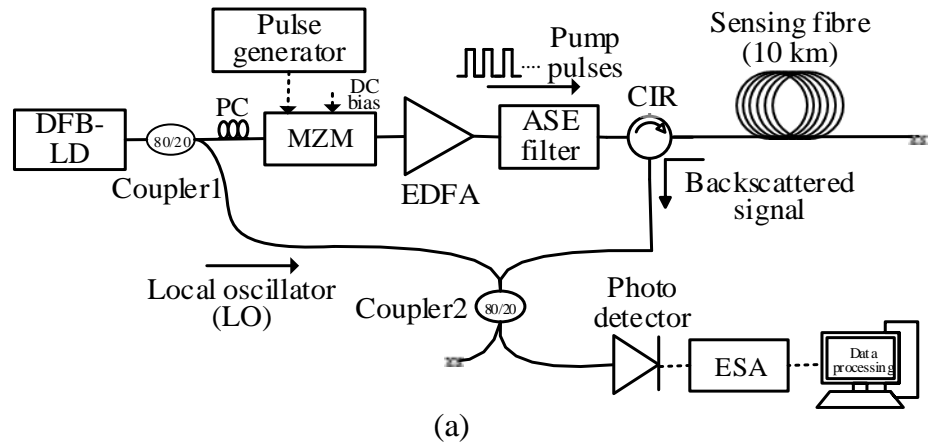 Pulse
generator
Pump
pulses
Sensing fibre
(10 km)
DC
bias
PC
CIR
DFB-
LD
80/20
MZM
ASE
filter
Coupler1
EDFA
Backscattered
signal
Local oscillator
(LO)
Coupler2
80/20
Photo
detector
ESA
Data
processing
(a)